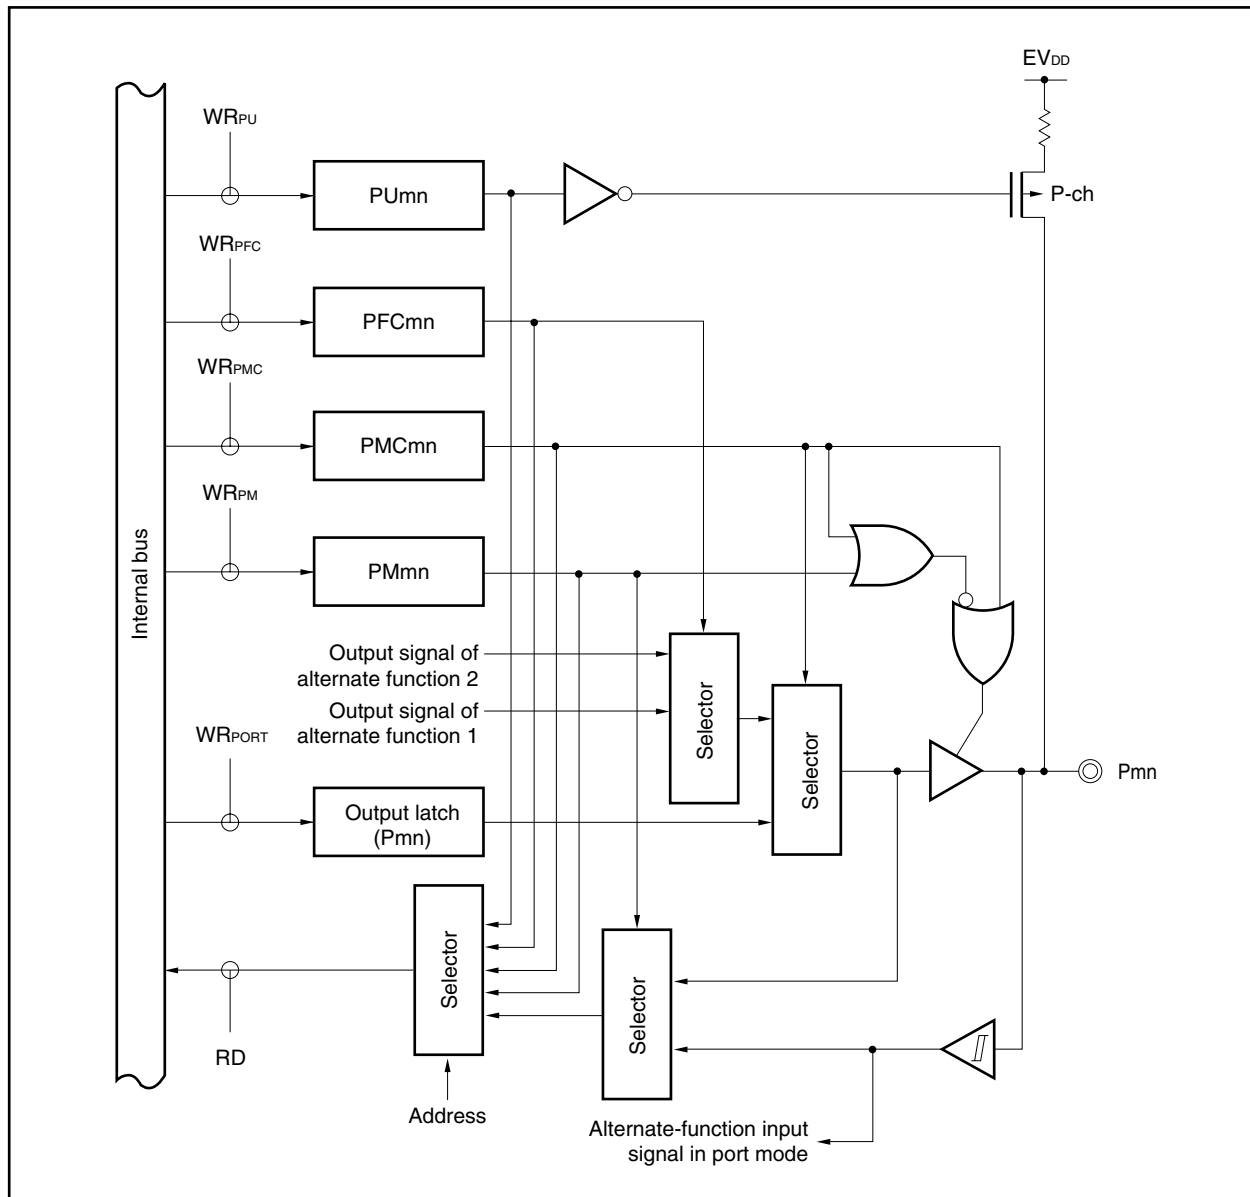 EVDD
WRPU
PUmn
P-ch
WRPFC
PFCmn
WRPMC
PMCmn
WRPM
PMmn
Internal bus
Output signal of
alternate function 2
Output signal of
alternate function 1
Selector
Selector
WRPORT
Pmn
Output latch
(Pmn)
Selector
Selector
RD
Address
Alternate-function input
signal in port mode